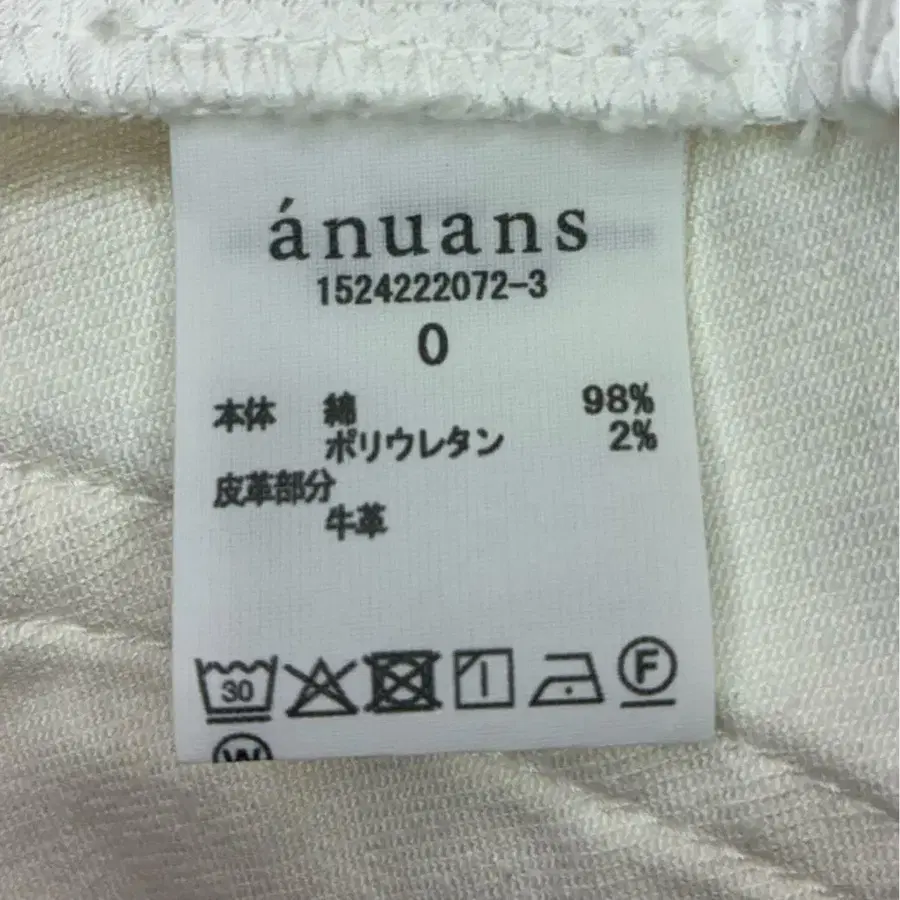 ánuans
1524222072-3
0
本体 綿 98%
ポリウレタン 2%
皮革部分
牛革
30 F
W